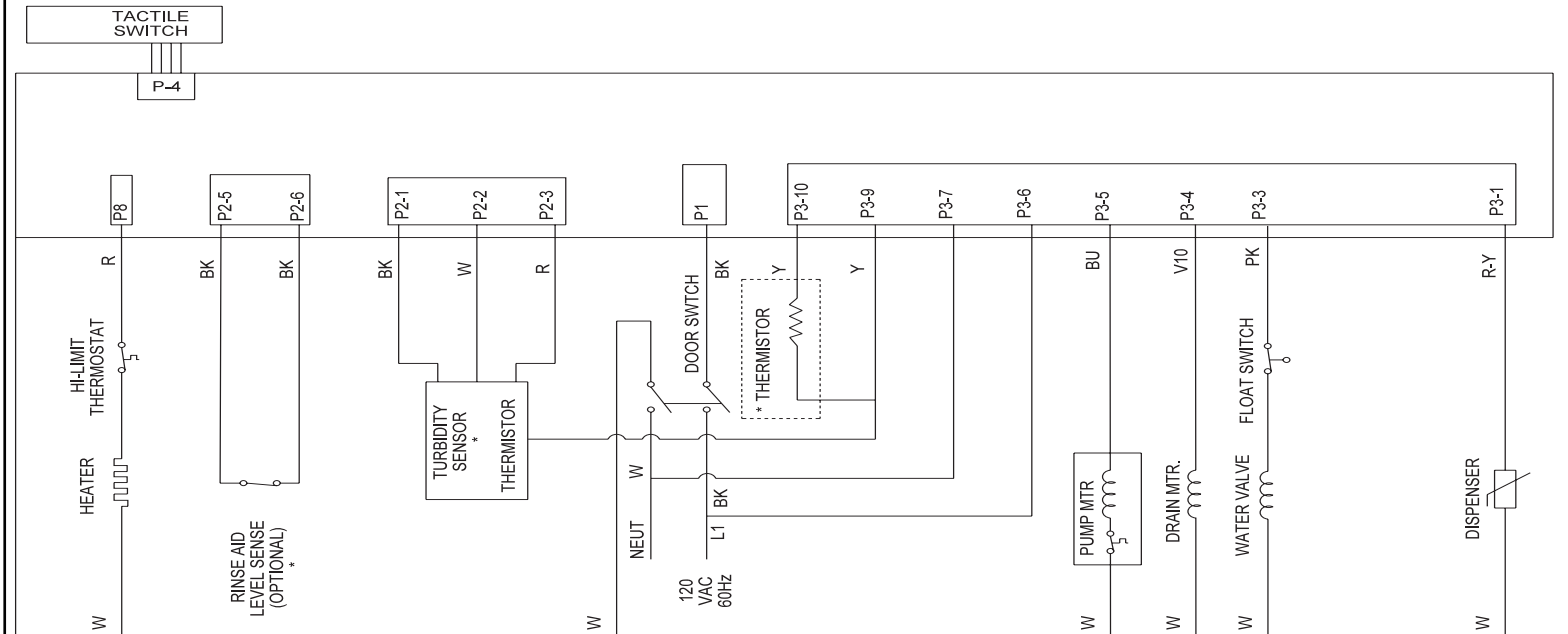 TACTILE
SWITCH
P-4
P8
P2-5
P2-6
P2-1
P2-2
P2-3
P1
P3-10
P3-9
P3-7
P3-6
P3-5
P3-4
P3-3
P3-1
R
BK
BK
BK
W
R
BK
Y
Y
BU
V10
PK
R-Y
HI-LIMIT
THERMOSTAT
DOOR SWTCH
* THERMISTOR
FLOAT SWITCH
HEATER
TURBIDITY
SENSOR
*
THERMISTOR
W
BK
NEUT
L1
PUMP MTR
DRAIN MTR.
WATER VALVE
DISPENSER
RINSE AID
LEVEL SENSE
(OPTIONAL)
*
120
VAC
60Hz
W
W
W
W
W
W